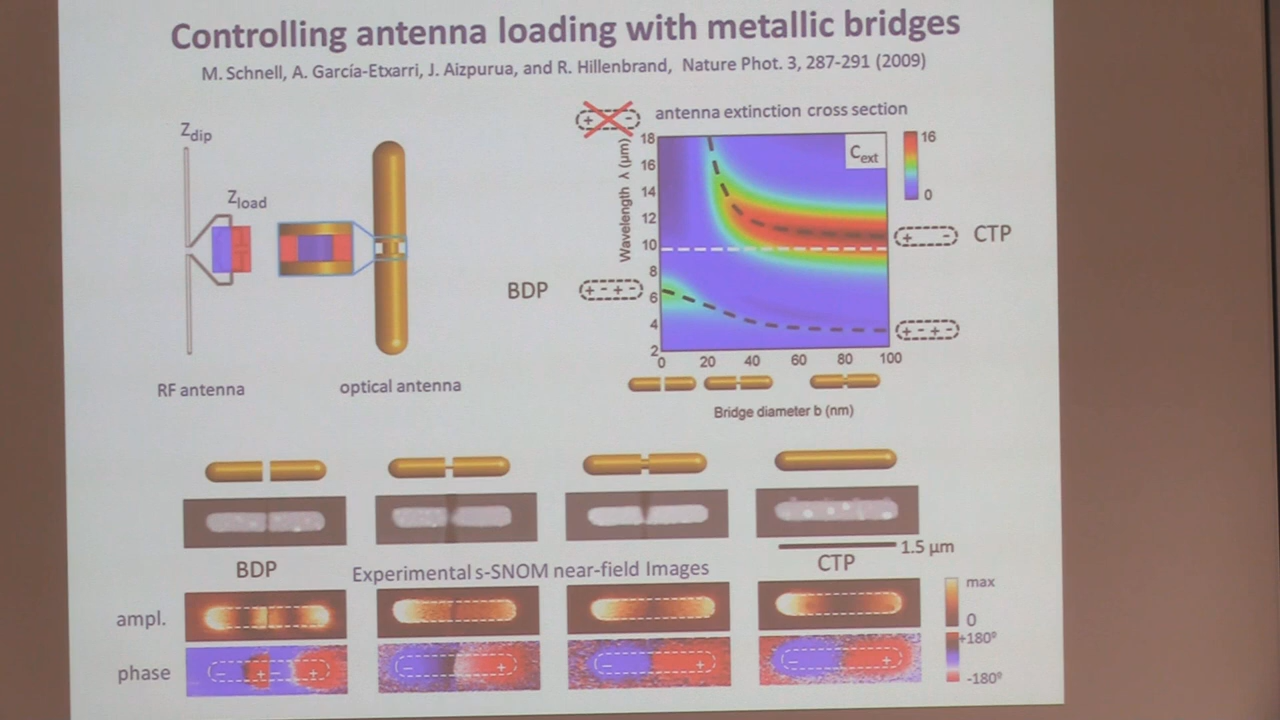 Controlling antenna loading with metallic bridges
M. Schnell, A. García-Etxarri, J. Aizpurua, and R. Hillenbrand, Nature Phot. 3, 287-291 (2009)
Zdip
Zload
RF antenna
optical antenna
antenna extinction cross section
+ -
Wavelength λ (µm)
18
16
14
12
10
8
6
4
2
Cext
16
0
+ -
CTP
BDP
+ - + -
+ - + -
0 20 40 60 80 100
Bridge diameter b (nm)
1.5 µm
BDP
Experimental s-SNOM near-field Images
CTP
ampl.
max
0
phase
- + - +
- +
- +
- +
+180º
-180º